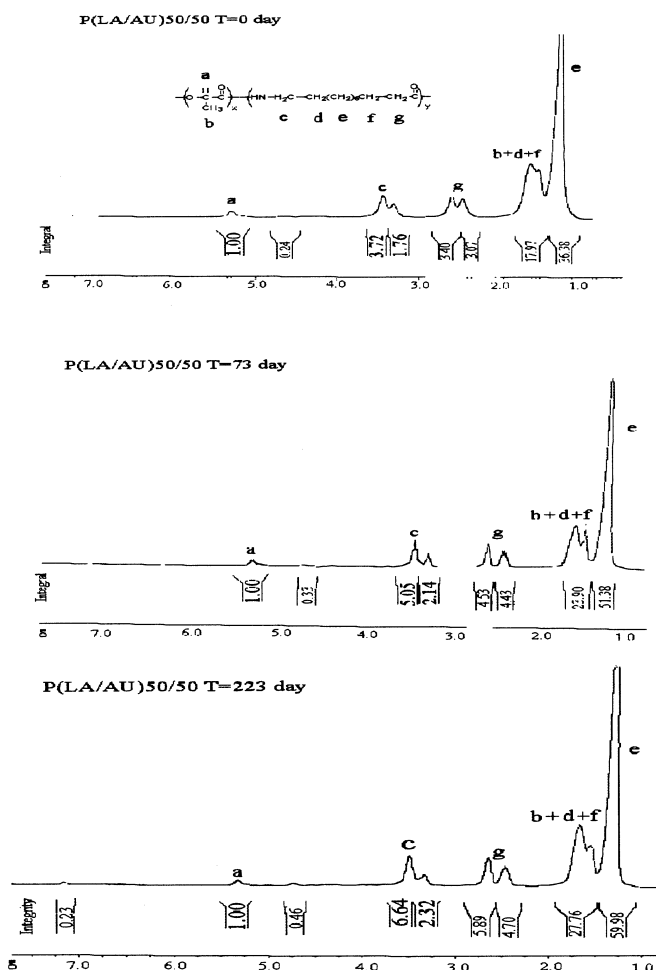 P(LA/AU)50/50 T=0 day
a
b c d e f g
e
b+d+f
c
g
a
Integral
1.00 0.24 3.72 1.76 3.40 3.07 17.97 36.38
δ 7.0 6.0 5.0 4.0 3.0 2.0 1.0
P(LA/AU)50/50 T=73 day
e
b+d+f
c
g
a
Integral
1.00 0.33 5.05 2.14 4.53 4.43 51.38
δ 7.0 6.0 5.0 4.0 3.0 2.0 1.0
P(LA/AU)50/50 T=223 day
e
b+d+f
C
g
a
Integrity
0.23 1.00 0.46 6.64 2.32 5.89 4.70 27.76 59.98
δ 7.0 6.0 5.0 4.0 3.0 2.0 1.0